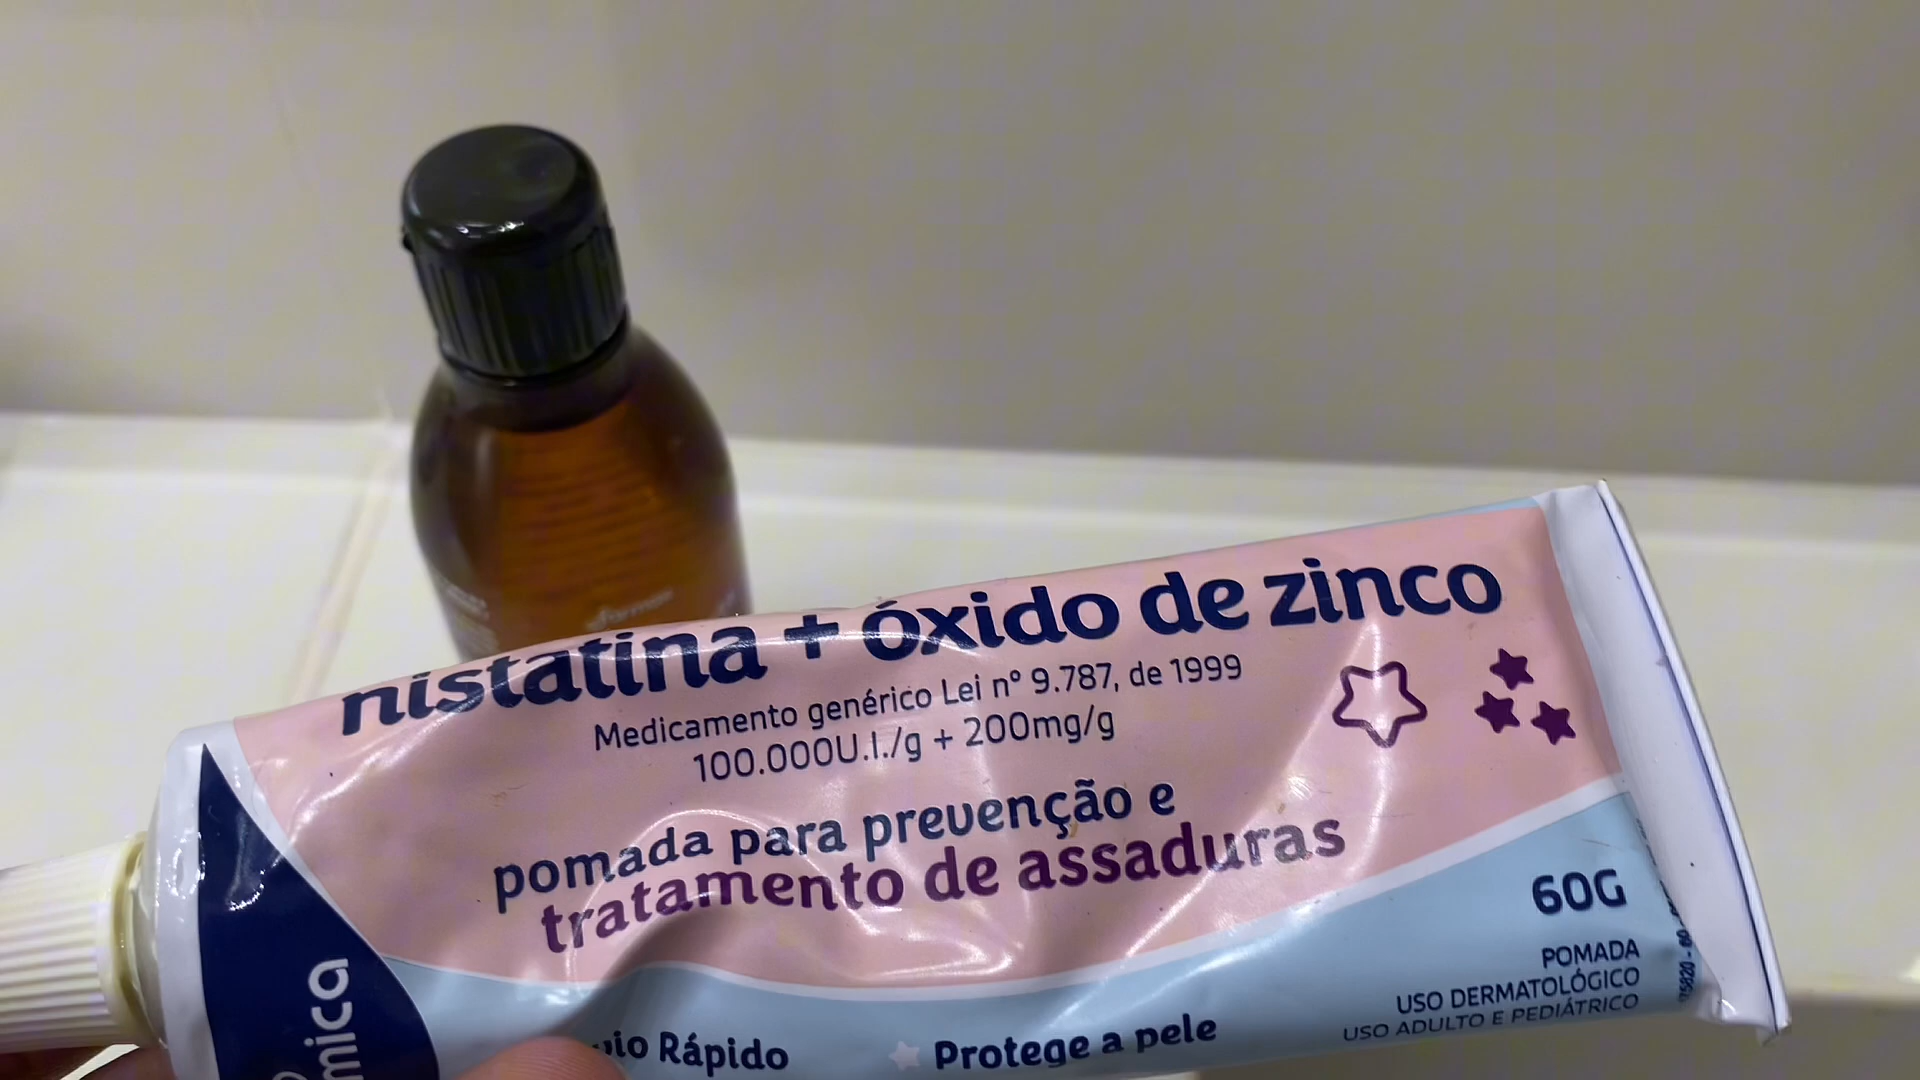 nistatina + óxido de zinco
Medicamento genérico Lei nº 9.787, de 1999
100.000U.I./g + 200mg/g
pomada para prevenção e
tratamento de assaduras
60G
POMADA
USO DERMATOLÓGICO
USO ADULTO E PEDIÁTRICO
Rápido
Protege a pele